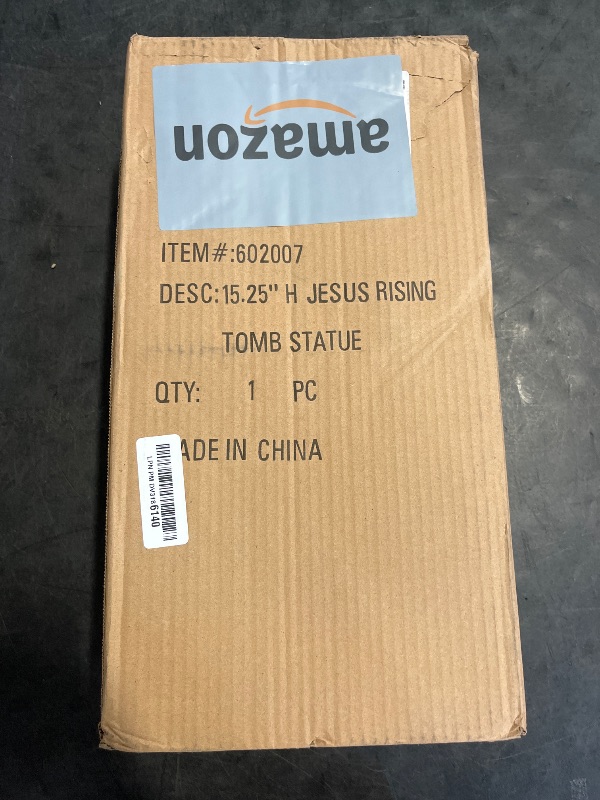 amazon
ITEM#:602007
DESC:15.25" H JESUS RISING
TOMB STATUE
QTY: 1 PC
ADE IN CHINA